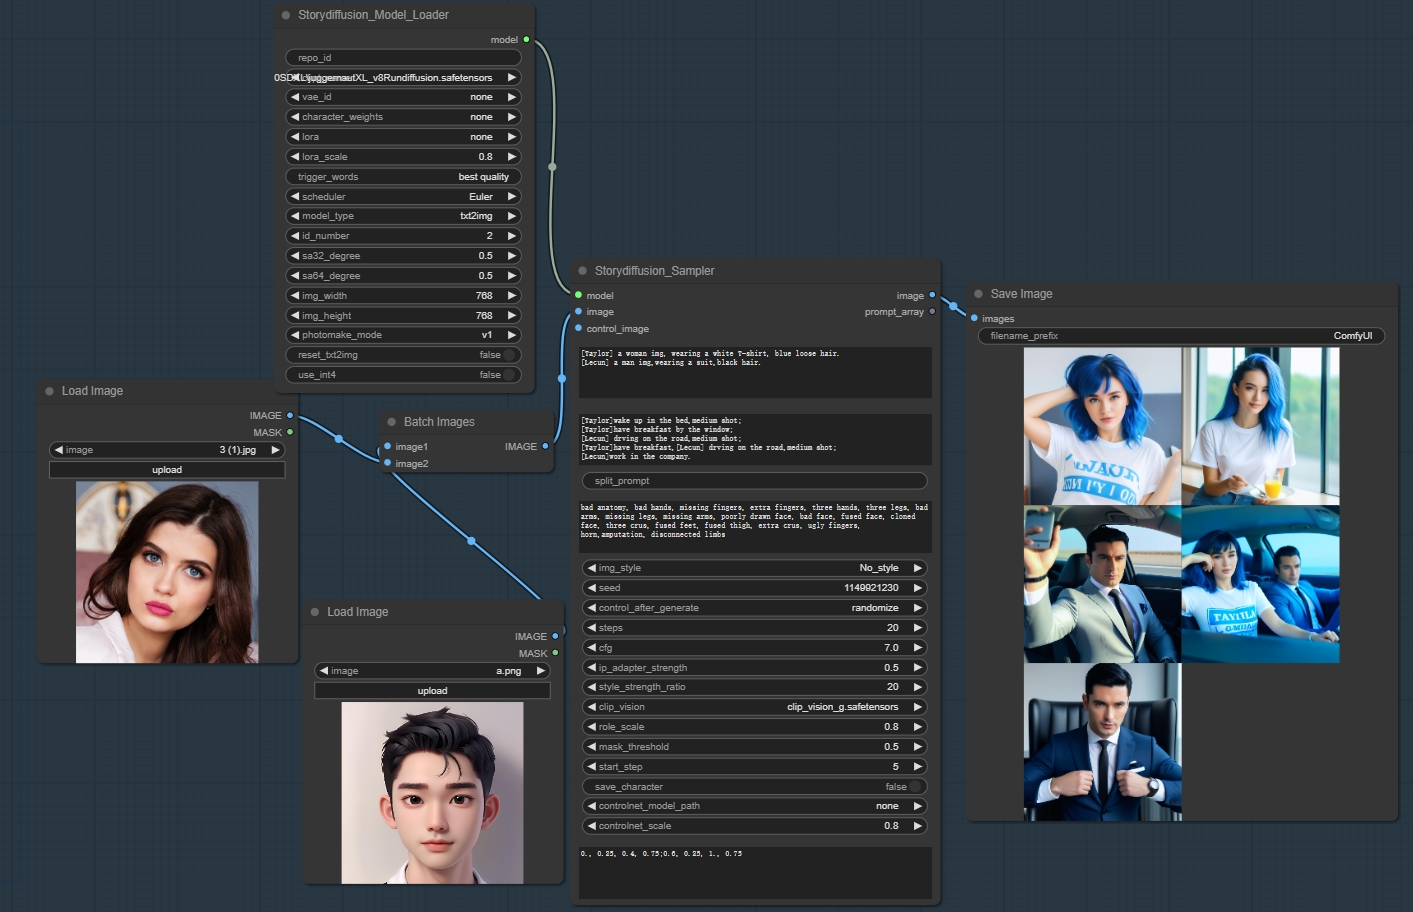 Storydiffusion_Model_Loader
model
repo_id
juggernautXL_v8Rundiffusion.safetensors
vae_id none
character_weights none
lora none
lora_scale 0.8
trigger_words best quality
scheduler Euler
model_type txt2img
id_number 2
sa32_degree 0.5
sa64_degree 0.5
img_width 768
img_height 768
photomake_mode v1
reset_txt2img false
use_int4 false
Load Image
IMAGE
MASK
image 3 (1).jpg
upload
Batch Images
image1 IMAGE
image2
Load Image
IMAGE
MASK
image a.png
upload
Storydiffusion_Sampler
model image
image prompt_array
control_image
[Taylor] a woman img, wearing a white T-shirt, blue loose hair.
[Lecun] a man img,wearing a suit,black hair.
[Taylor]wake up in the bed,medium shot;
[Taylor]have breakfast by the window;
[Lecun] drving on the road,medium shot;
[Taylor]have breakfast,[Lecun] drving on the road,medium shot;
[Lecun]work in the company.
split_prompt
bad anatomy, bad hands, missing fingers, extra fingers, three hands, three legs, bad
arms, missing legs, missing arms, poorly drawn face, bad face, fused face, cloned
face, three crus, fused feet, fused thigh, extra crus, ugly fingers,
horn,amputation, disconnected limbs
img_style No_style
seed 1149921230
control_after_generate randomize
steps 20
cfg 7.0
ip_adapter_strength 0.5
style_strength_ratio 20
clip_vision clip_vision_g.safetensors
role_scale 0.8
mask_threshold 0.5
start_step 5
save_character false
controlnet_model_path none
controlnet_scale 0.8
0., 0.25, 0.4, 0.75;0.6, 0.25, 1., 0.75
Save Image
images
filename_prefix ComfyUI